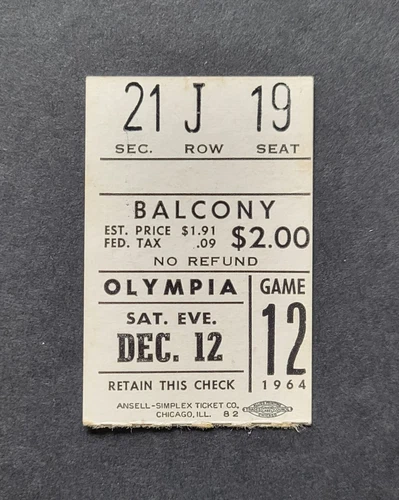 21 J 19
SEC. ROW SEAT
BALCONY
EST. PRICE $1.91
FED. TAX .09
$2.00
NO REFUND
OLYMPIA
SAT. EVE.
DEC. 12
RETAIN THIS CHECK
GAME
12
1964
ANSELL-SIMPLEX TICKET CO.
CHICAGO, ILL. 82